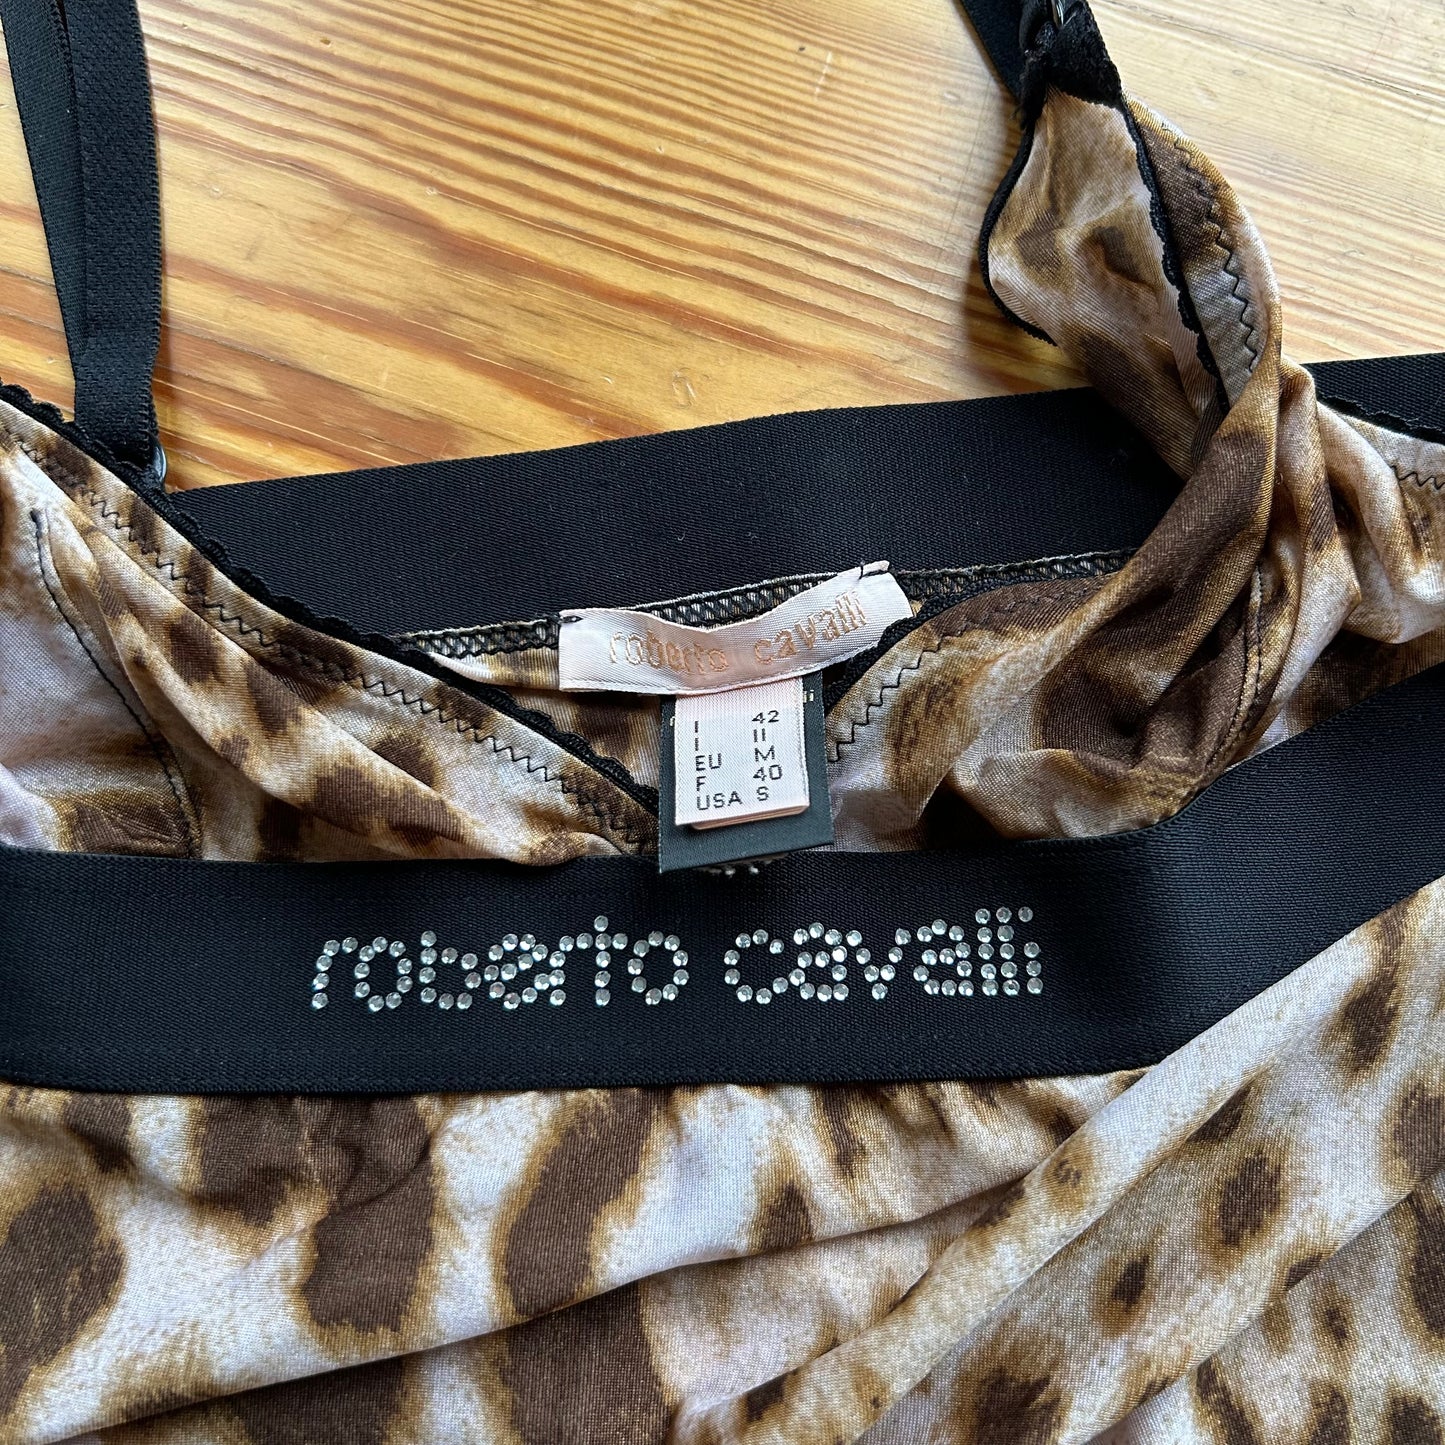 roberto cavalli
I 42
I II
EU M
F 40
USA S
roberto cavalli